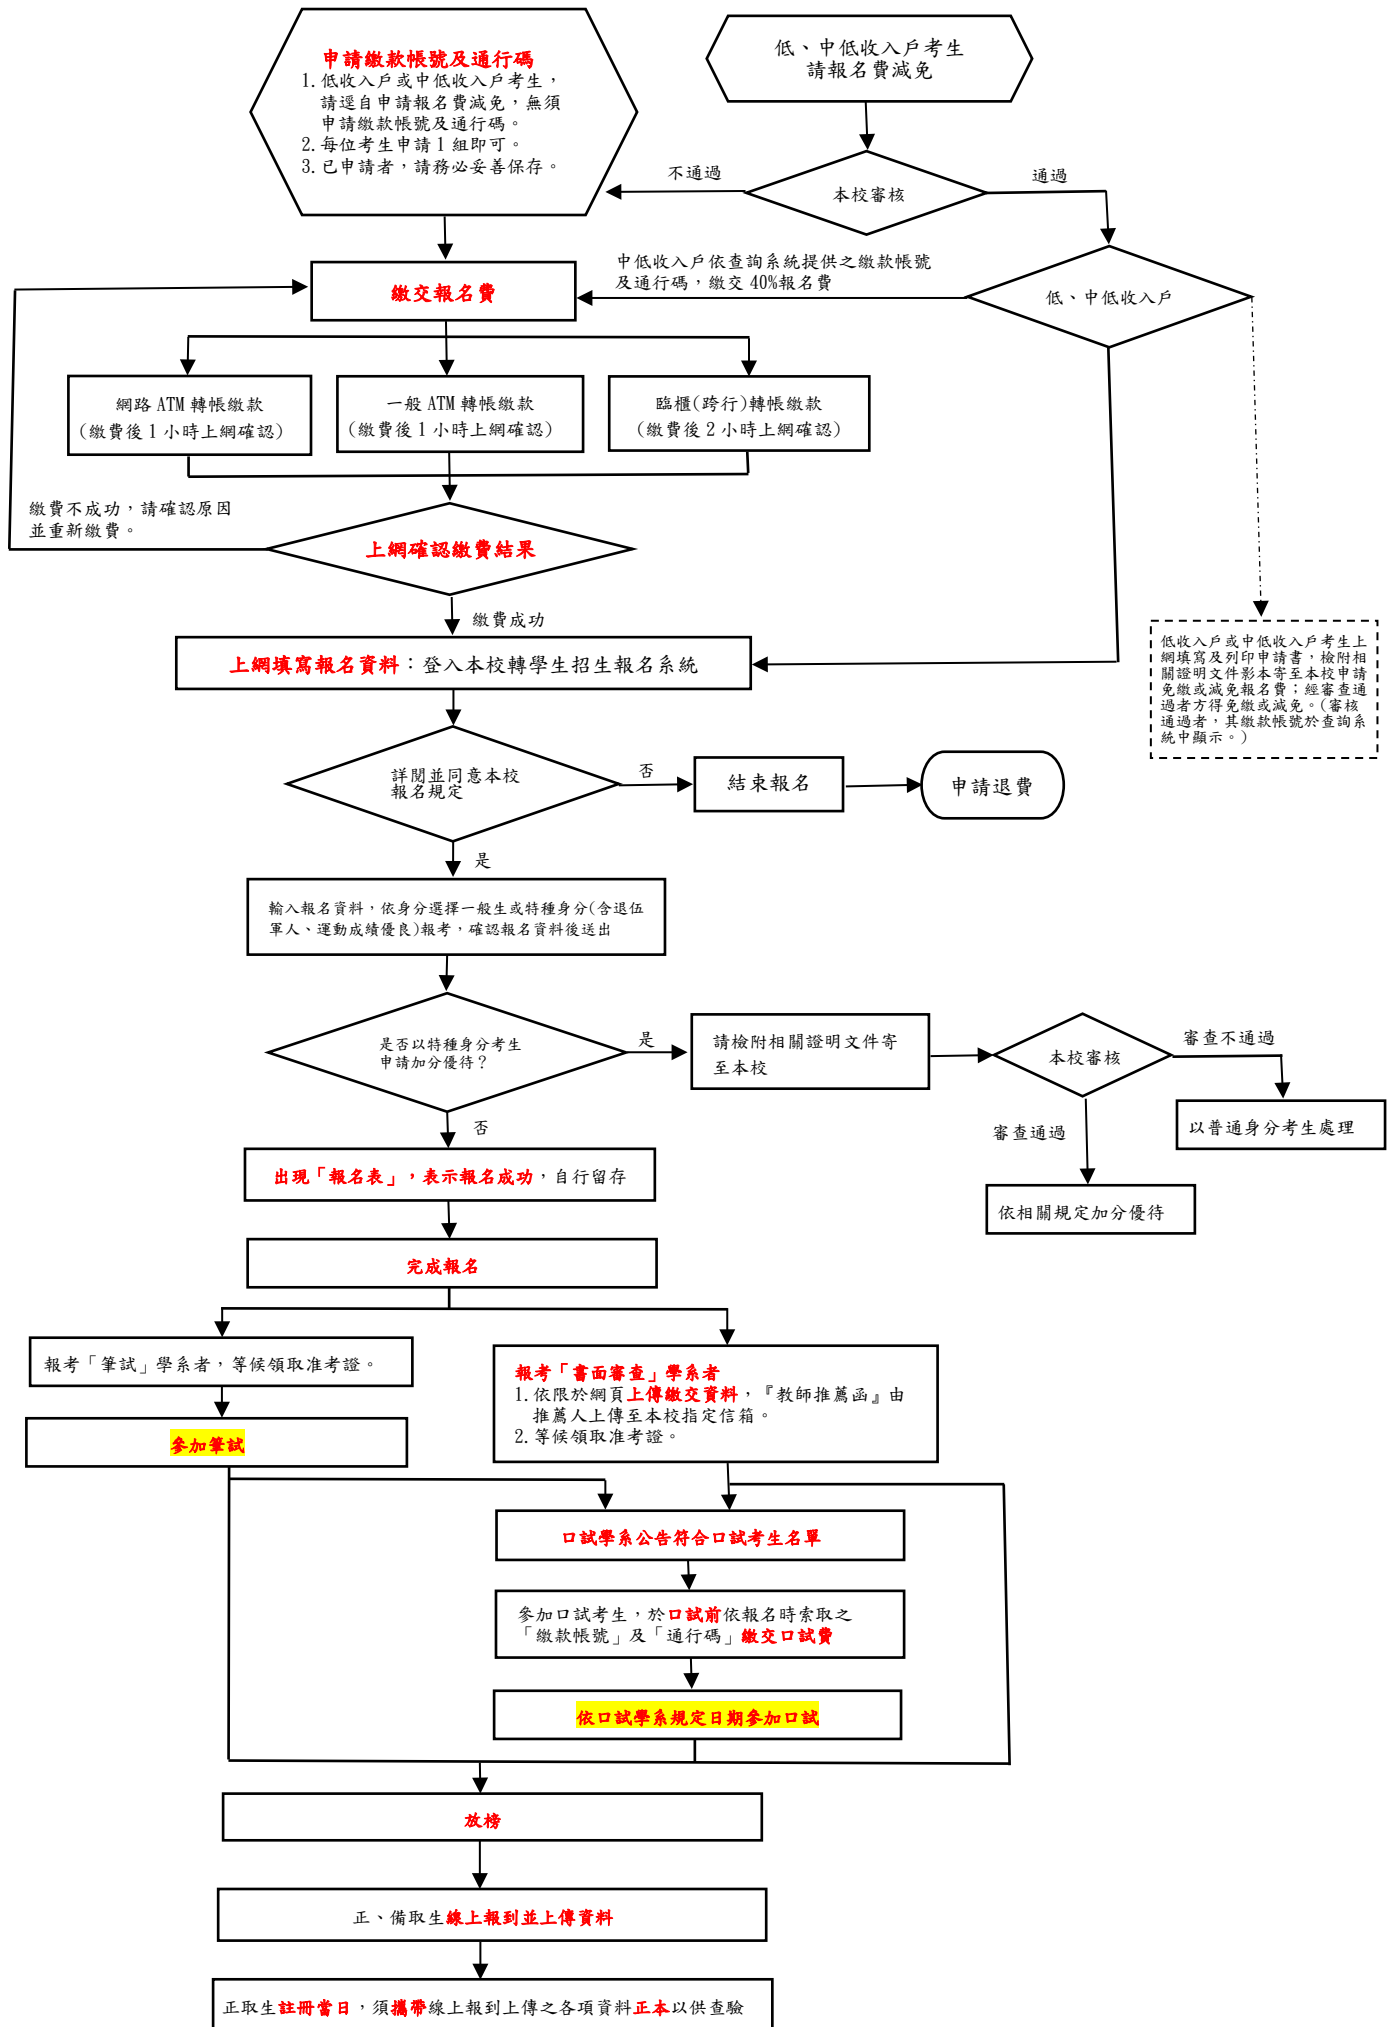 申請繳款帳號及通行碼
1.低收入戶或中低收入戶考生，
請逕自申請報名費減免，無須
申請繳款帳號及通行碼。
2.每位考生申請1組即可。
3.已申請者，請務必妥善保存。
低、中低收入戶考生
請報名費減免
不通過
本校審核
通過
中低收入戶依查詢系統提供之繳款帳號
及通行碼，繳交40%報名費
繳交報名費
低、中低收入戶
網路ATM轉帳繳款
(繳費後1小時上網確認)
一般ATM轉帳繳款
(繳費後1小時上網確認)
臨櫃(跨行)轉帳繳款
(繳費後2小時上網確認)
繳費不成功，請確認原因
並重新繳費。
上網確認繳費結果
繳費成功
上網填寫報名資料：登入本校轉學生招生報名系統
低收入戶或中低收入戶考生上
網填寫及列印申請書，檢附相
關證明文件影本寄至本校申請
免繳或減免報名費；經審查通
過者方得免繳或減免。(審核
通過者，其繳款帳號於查詢系
統中顯示。)
詳閱並同意本校
報名規定
否
結束報名
申請退費
是
輸入報名資料，依身分選擇一般生或特種身分(含退伍
軍人、運動成績優良)報考，確認報名資料後送出
是否以特種身分考生
申請加分優待？
是
請檢附相關證明文件寄
至本校
本校審核
審查不通過
以普通身分考生處理
審查通過
依相關規定加分優待
否
出現「報名表」，表示報名成功，自行留存
完成報名
報考「筆試」學系者，等候領取准考證。
參加筆試
報考「書面審查」學系者
1.依限於網頁上傳繳交資料，『教師推薦函』由
推薦人上傳至本校指定信箱。
2.等候領取准考證。
口試學系公告符合口試考生名單
參加口試考生，於口試前依報名時索取之
「繳款帳號」及「通行碼」繳交口試費
依口試學系規定日期參加口試
放榜
正、備取生線上報到並上傳資料
正取生註冊當日，須攜帶線上報到上傳之各項資料正本以供查驗